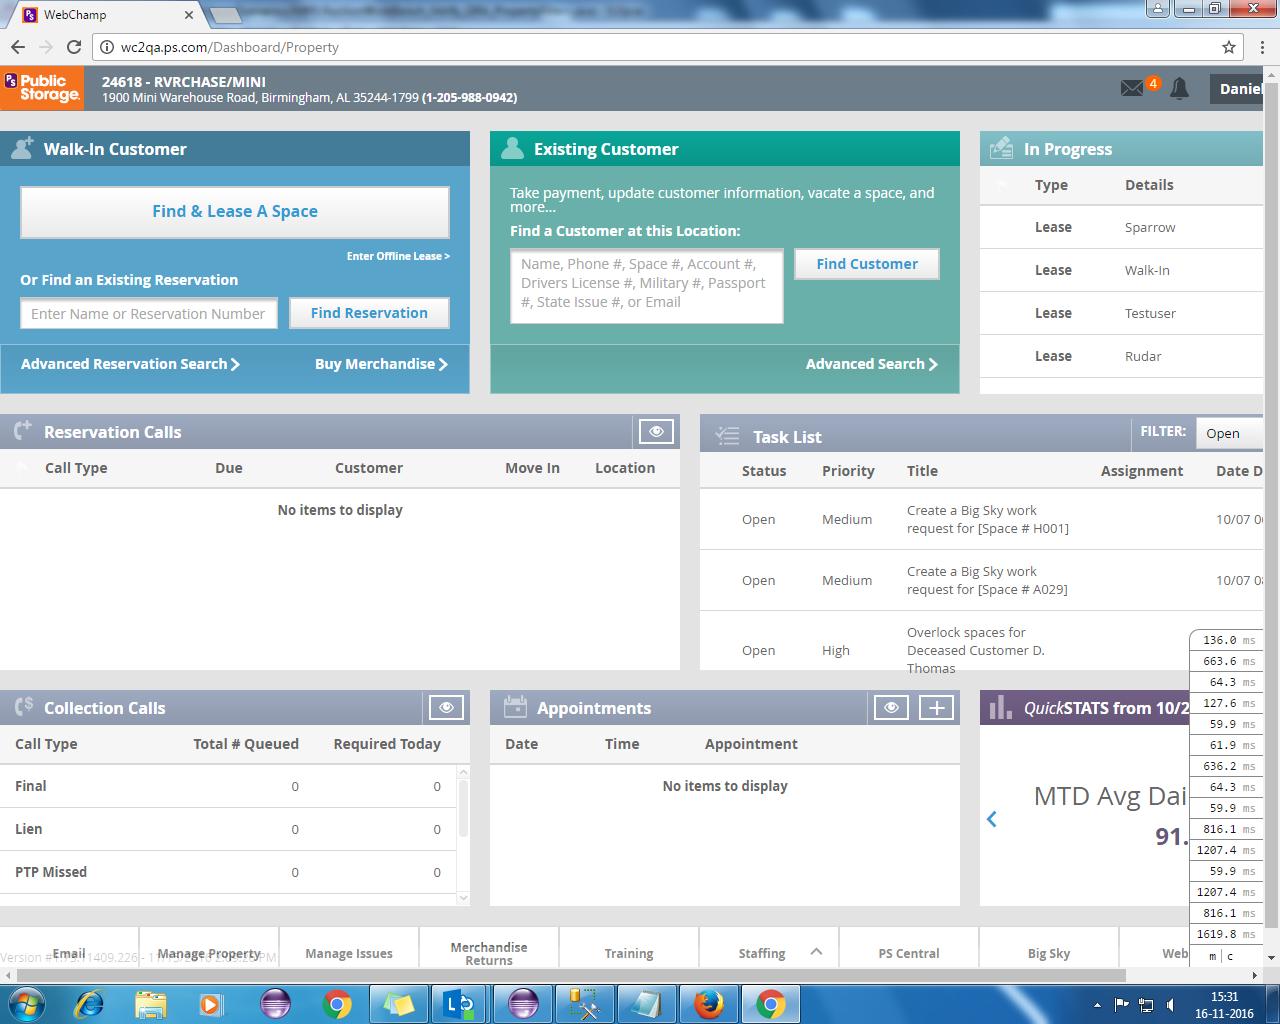 WebChamp
wc2qa.ps.com/Dashboard/Property
Public Storage
24618 - RVRCHASE/MINI
1900 Mini Warehouse Road, Birmingham, AL 35244-1799 (1-205-988-0942)
4
Daniel
Walk-In Customer
Find & Lease A Space
Enter Offline Lease >
Or Find an Existing Reservation
Enter Name or Reservation Number
Find Reservation
Advanced Reservation Search
Buy Merchandise
Existing Customer
Take payment, update customer information, vacate a space, and
more...
Find a Customer at this Location:
Name, Phone #, Space #, Account #,
Drivers License #, Military #, Passport
#, State Issue #, or Email
Find Customer
Advanced Search
In Progress
Type Details
Lease Sparrow
Lease Walk-In
Lease Testuser
Lease Rudar
Reservation Calls
Call Type Due Customer Move In Location
No items to display
Task List
FILTER: Open
Status Priority Title Assignment Date D
Open Medium Create a Big Sky work
request for [Space # H001] 10/07 0
Open Medium Create a Big Sky work
request for [Space # A029] 10/07 0
Open High Overlock spaces for
Deceased Customer D.
Thomas
Collection Calls
Call Type Total # Queued Required Today
Final 0 0
Lien 0 0
PTP Missed 0 0
Appointments
Date Time Appointment
No items to display
QuickSTATS from 10/2
MTD Avg Dai
91.
136.0 ms
663.6 ms
64.3 ms
127.6 ms
59.9 ms
61.9 ms
636.2 ms
64.3 ms
59.9 ms
816.1 ms
1207.4 ms
59.9 ms
1207.4 ms
816.1 ms
1619.8 ms
m | c
Email
Manage Property
Manage Issues
Merchandise
Returns
Training
Staffing
PS Central
Big Sky
Web
15:31
16-11-2016